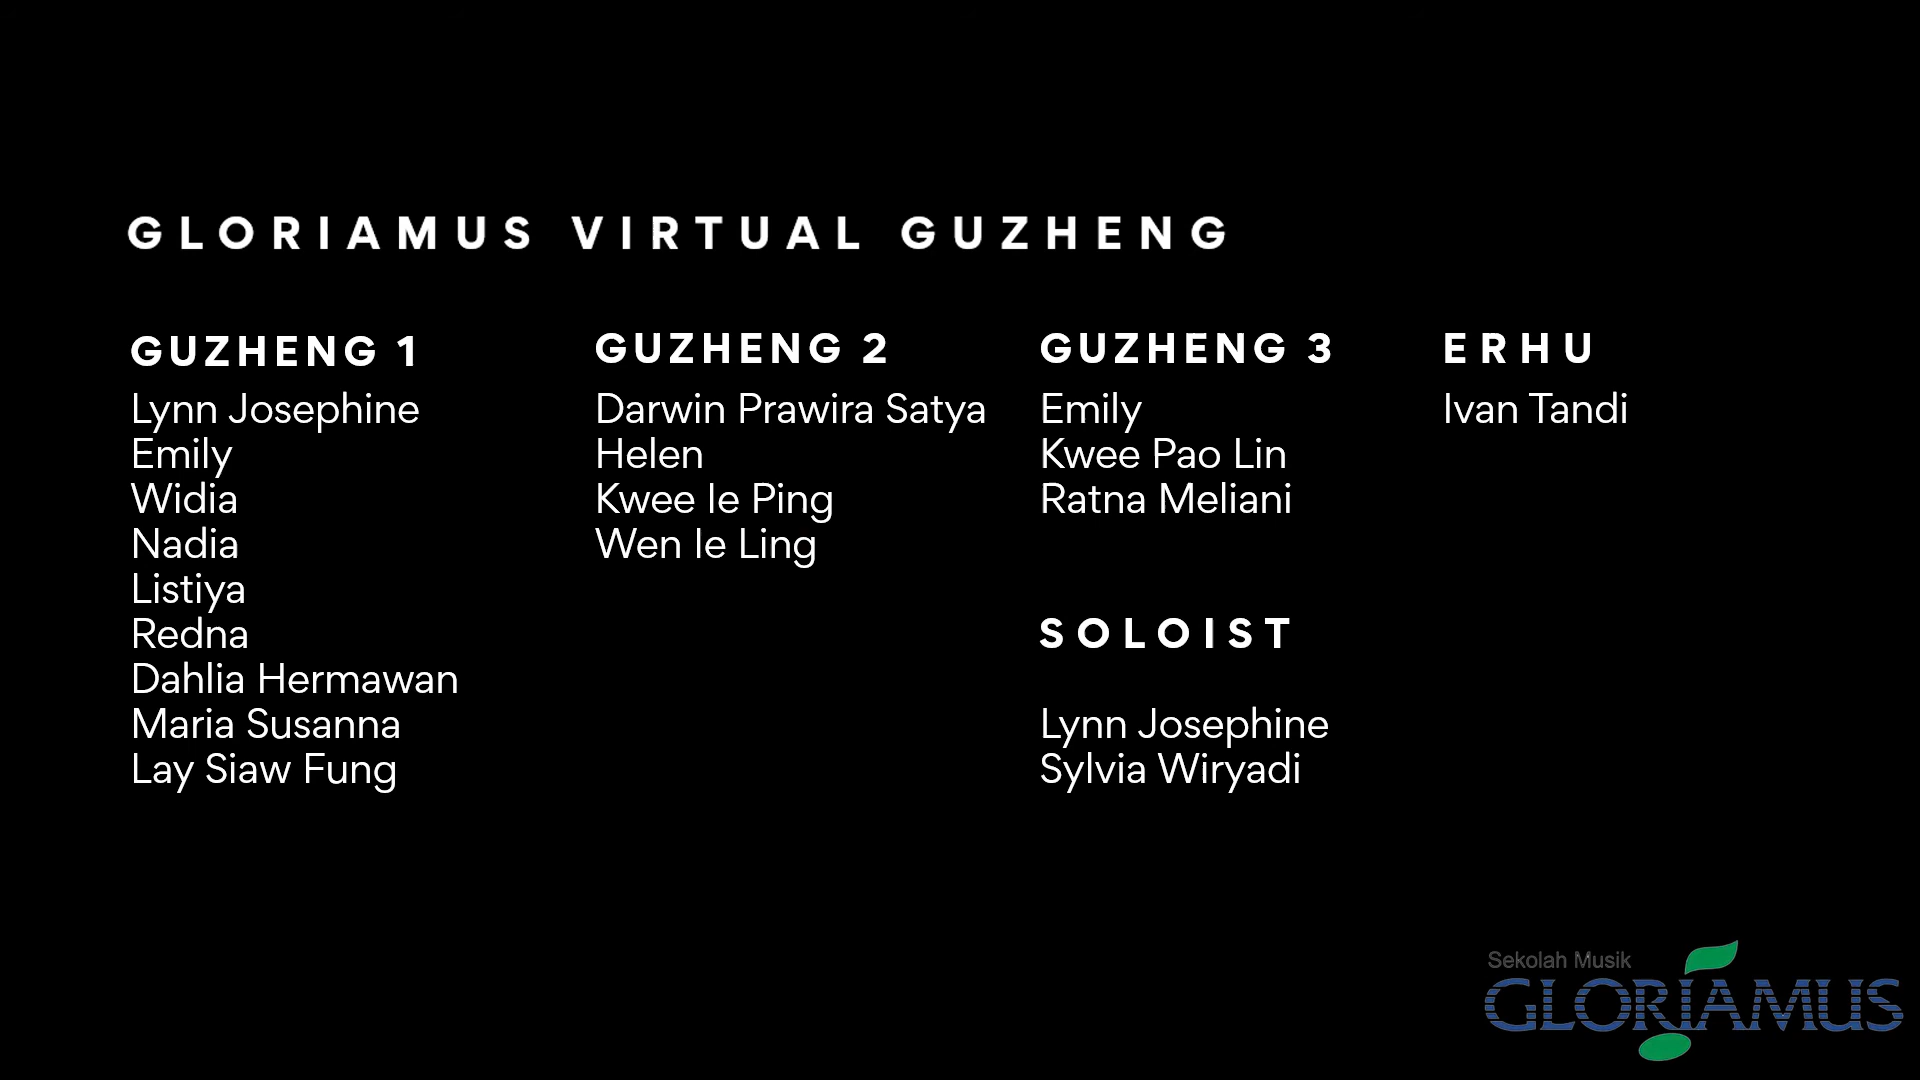 GLORIAMUS VIRTUAL GUZHENG
GUZHENG 1
Lynn Josephine
Emily
Widia
Nadia
Listiya
Redna
Dahlia Hermawan
Maria Susanna
Lay Siaw Fung
GUZHENG 2
Darwin Prawira Satya
Helen
Kwee Ie Ping
Wen Ie Ling
GUZHENG 3
Emily
Kwee Pao Lin
Ratna Meliani
SOLOIST
Lynn Josephine
Sylvia Wiryadi
ERHU
Ivan Tandi
Sekolah Musik
GLORIAMUS